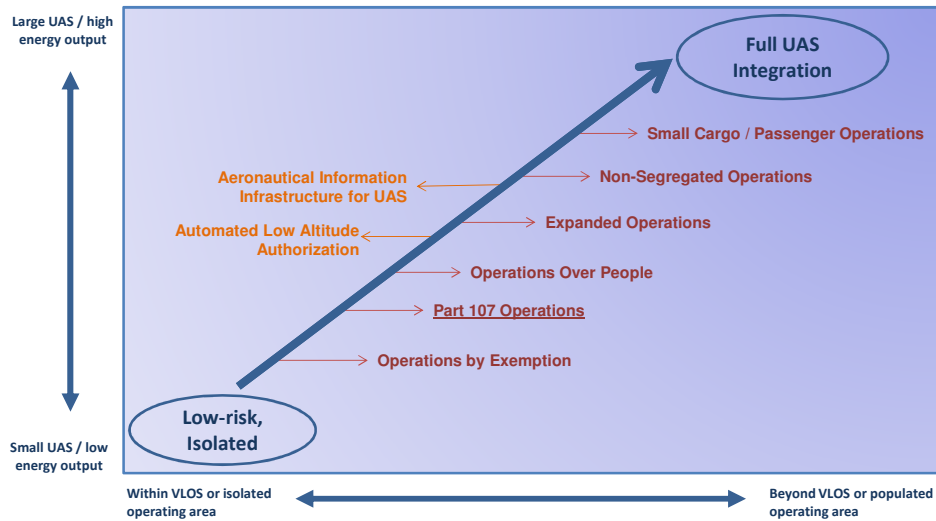 Large UAS / high
energy output
Full UAS
Integration
Small Cargo / Passenger Operations
Aeronautical Information
Infrastructure for UAS
Non-Segregated Operations
Expanded Operations
Automated Low Altitude
Authorization
Operations Over People
Part 107 Operations
Operations by Exemption
Low-risk,
Isolated
Small UAS / low
energy output
Within VLOS or isolated
operating area
Beyond VLOS or populated
operating area